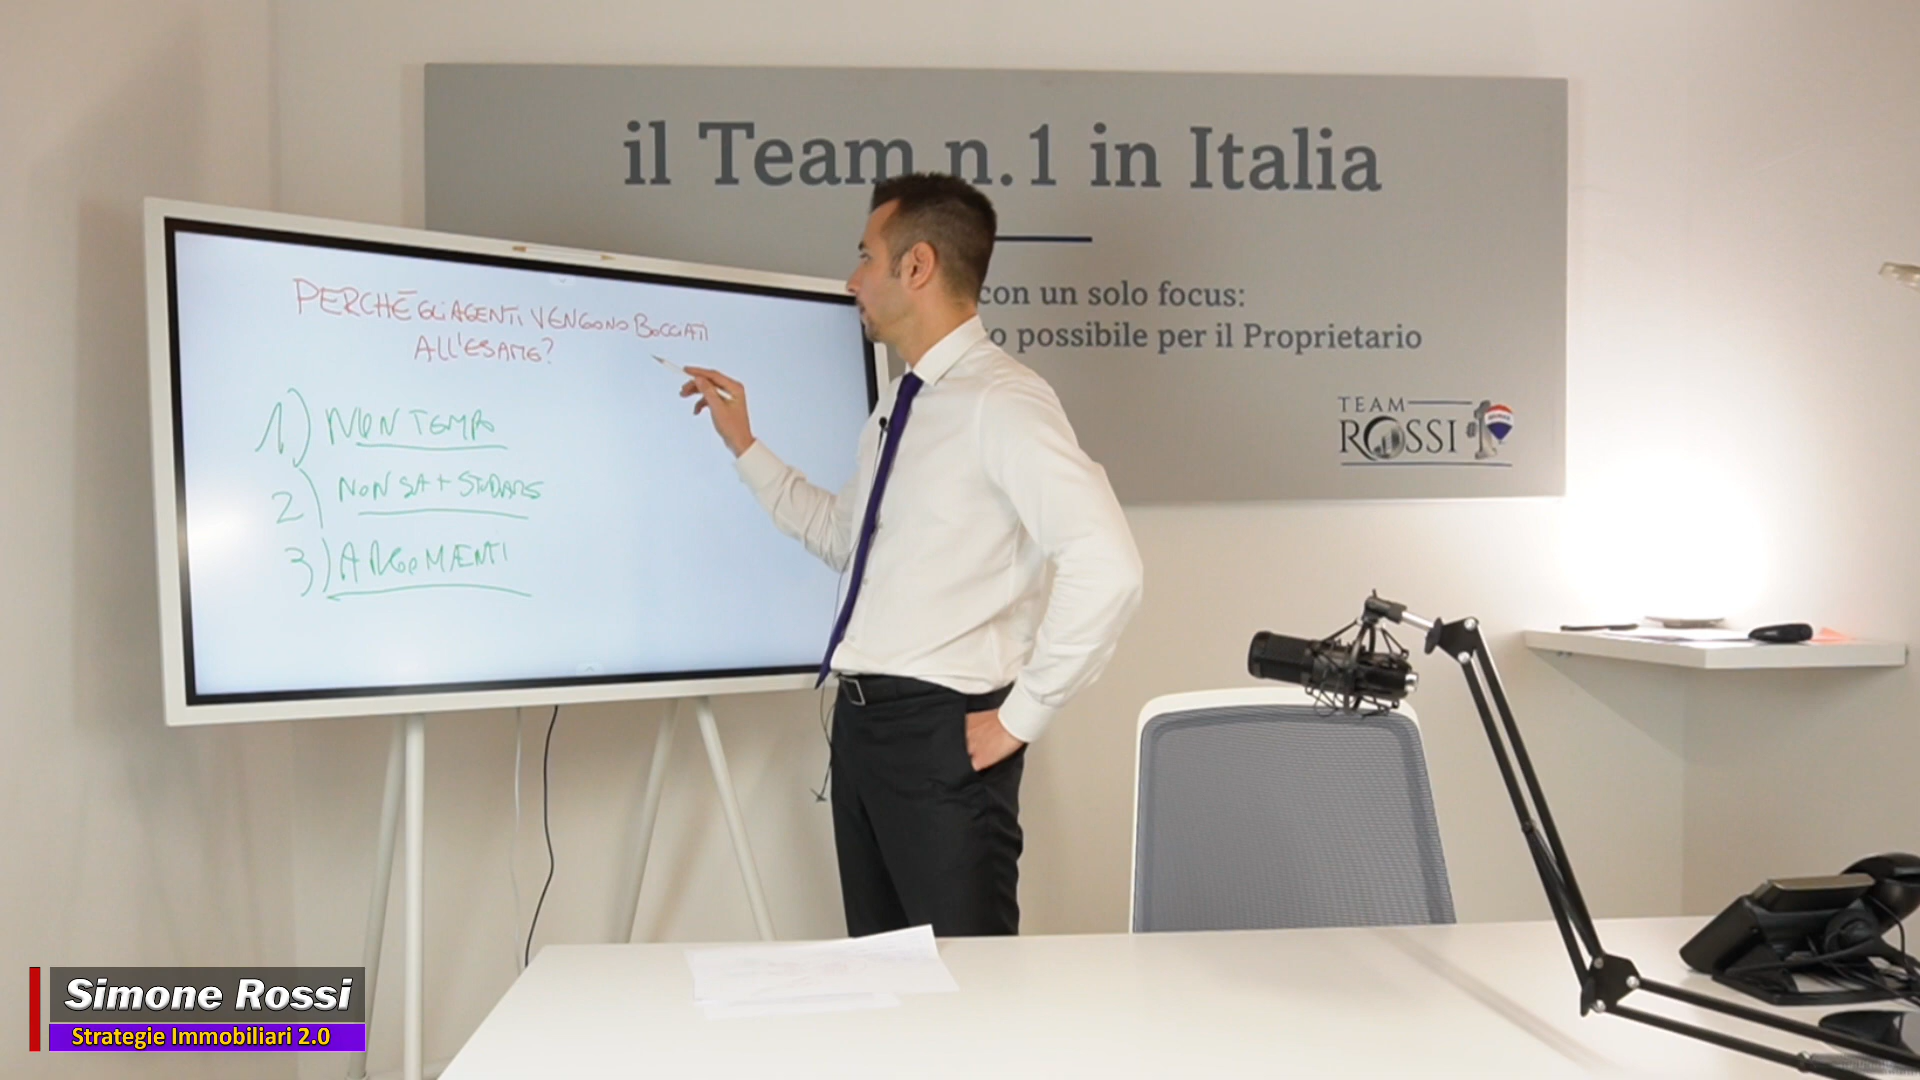 il Team n.1 in Italia
con un solo focus:
o possibile per il Proprietario
TEAM
ROSSI #1
PERCHÉ GLI AGENTI VENGONO BOCCIATI
ALL'ESAME?
1) NON TEMPO
2) NON SA + STUDIARE
3) ARGOMENTI
Simone Rossi
Strategie Immobiliari 2.0